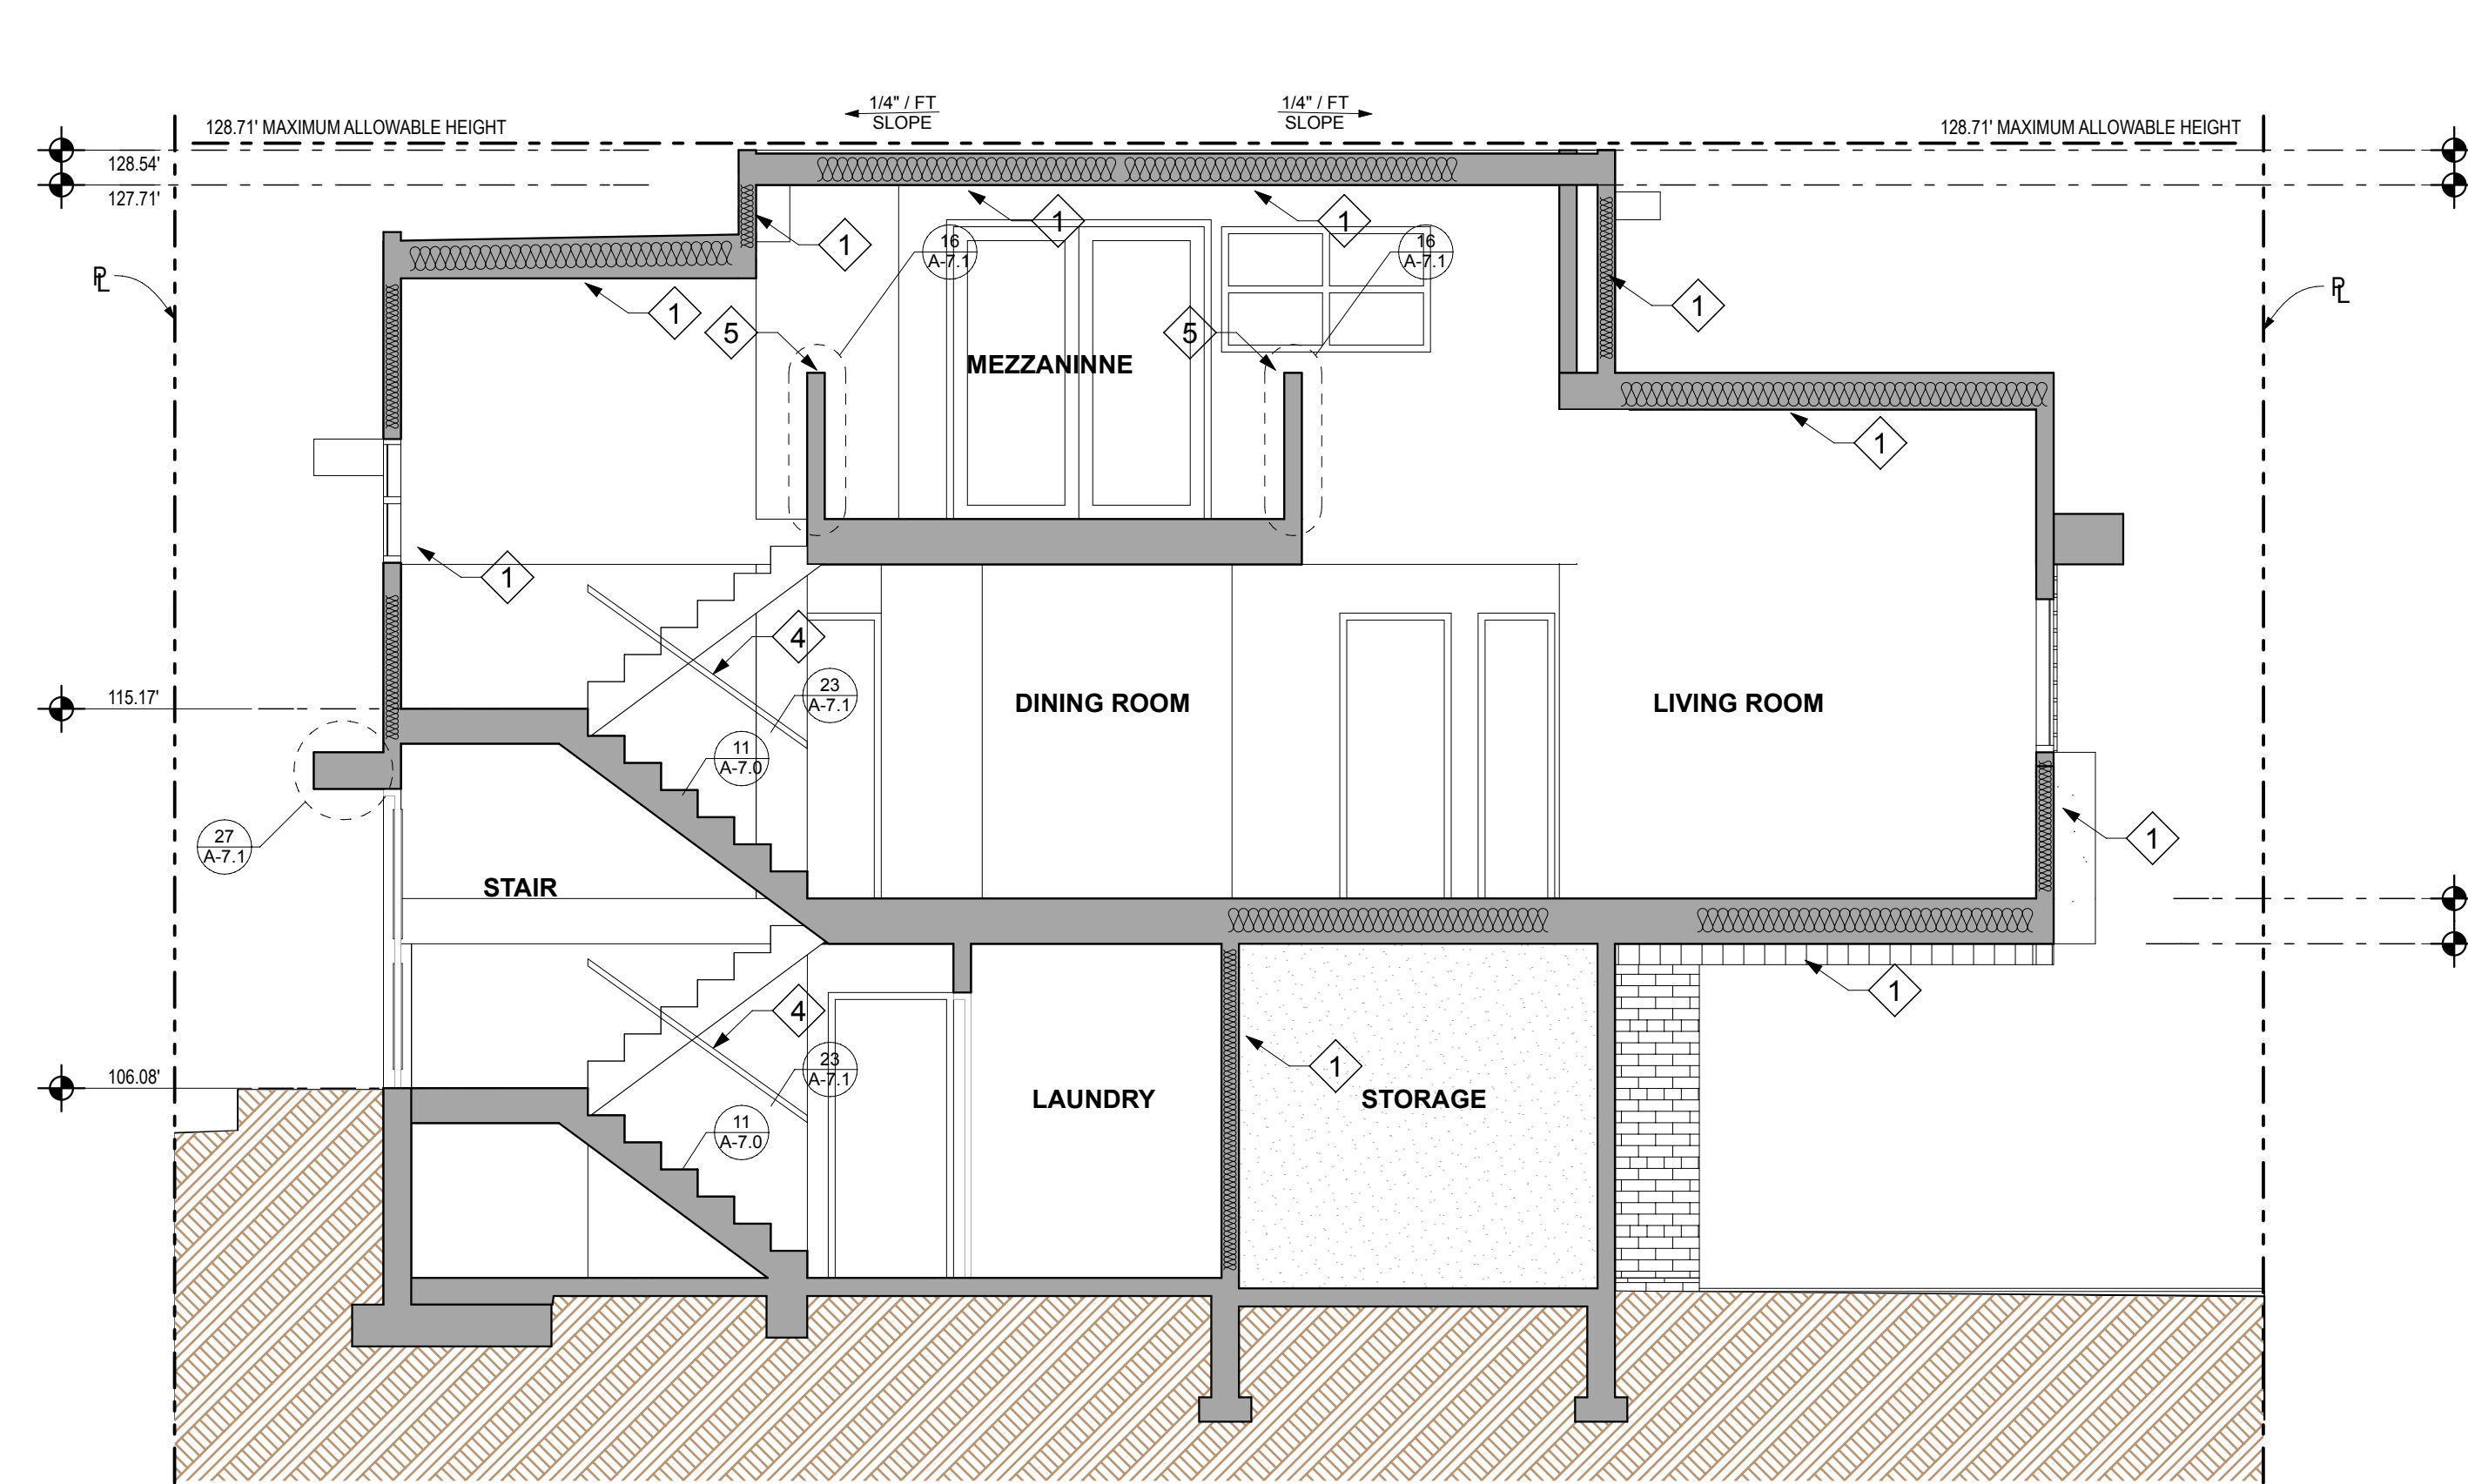 1/4" / FT
SLOPE
1/4" / FT
SLOPE
128.71' MAXIMUM ALLOWABLE HEIGHT
128.71' MAXIMUM ALLOWABLE HEIGHT
128.54'
127.71'
1
1
1
16
A-7.1
16
A-7.1
PL
PL
1
1
5
5
MEZZANINNE
1
1
4
23
A-7.1
115.17'
DINING ROOM
LIVING ROOM
11
A-7.0
27
A-7.1
1
STAIR
1
4
23
A-7.1
1
106.08'
LAUNDRY
STORAGE
11
A-7.0